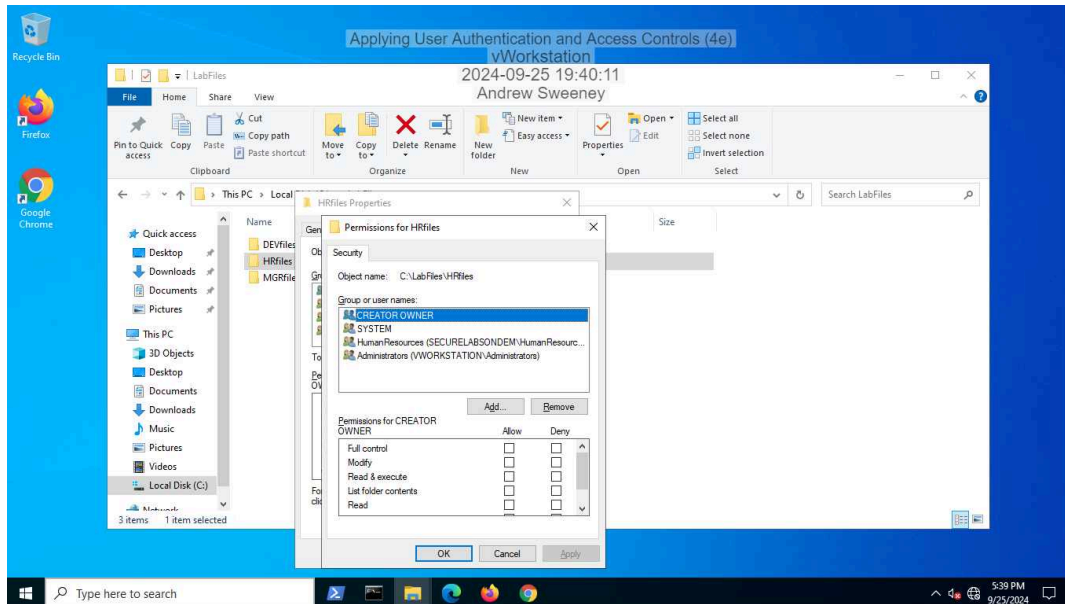 Recycle Bin
Applying User Authentication and Access Controls (4e)
vWorkstation
2024-09-25 19:40:11
Andrew Sweeney
LabFiles
File Home Share View
Pin to Quick access
Copy
Paste
Cut
Copy path
Paste shortcut
Clipboard
Move to
Copy to
Delete
Rename
Organize
New folder
New item
Easy access
New
Properties
Open
Edit
Open
Select all
Select none
Invert selection
Select
Firefox
Google Chrome
This PC > Local
Search LabFiles
Name
Size
Quick access
Desktop
Downloads
Documents
Pictures
This PC
3D Objects
Desktop
Documents
Downloads
Music
Pictures
Videos
Local Disk (C:)
DEVfiles
HRfiles
MGRfile
3 items 1 item selected
HRfiles Properties
Permissions for HRfiles
Security
Object name: C:\LabFiles\HRfiles
Group or user names:
CREATOR OWNER
SYSTEM
HumanResources (SECURELABSONDEM\HumanResourc...
Administrators (VWORKSTATION\Administrators)
Add... Remove
Permissions for CREATOR
OWNER Allow Deny
Full control
Modify
Read & execute
List folder contents
Read
OK Cancel Apply
Type here to search
5:39 PM
9/25/2024